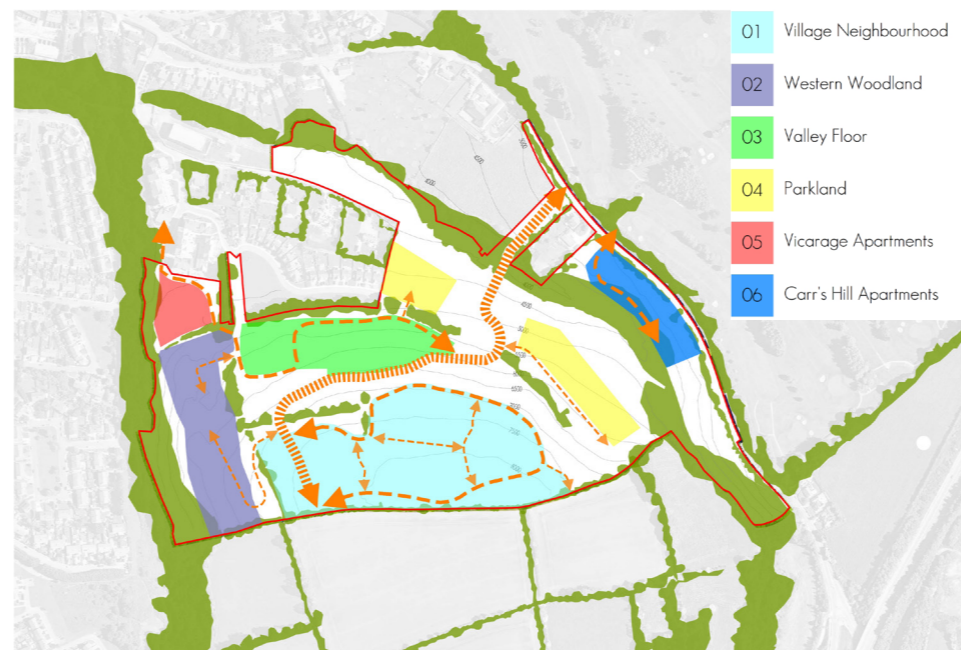 01 Village Neighbourhood
02 Western Woodland
03 Valley Floor
04 Parkland
05 Vicarage Apartments
06 Carr's Hill Apartments